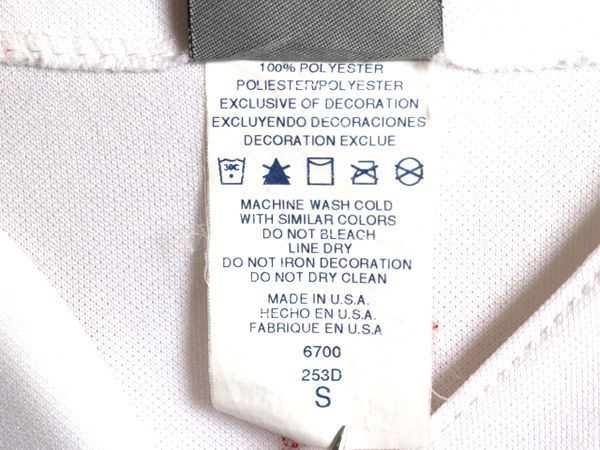 100% POLYESTER
POLIESTER/POLYESTER
EXCLUSIVE OF DECORATION
EXCLUYENDO DECORACIONES
DECORATION EXCLUE
30C
MACHINE WASH COLD
WITH SIMILAR COLORS
DO NOT BLEACH
LINE DRY
DO NOT IRON DECORATION
DO NOT DRY CLEAN
MADE IN U.S.A.
HECHO EN U.S.A.
FABRIQUE EN U.S.A
6700
253D
S